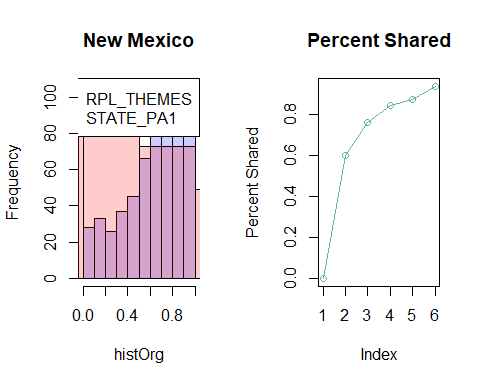 New Mexico
Frequency
0 20 40 60 80 100
RPL_THEMES
STATE_PA1
0.0 0.4 0.8
histOrg
Percent Shared
Percent Shared
0.0 0.2 0.4 0.6 0.8
1 2 3 4 5 6
Index